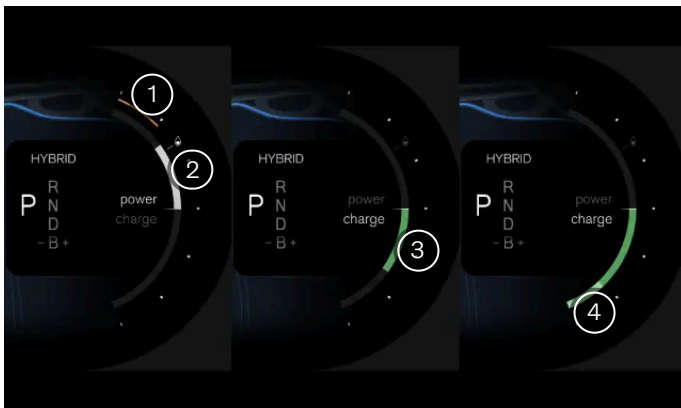 1
2
HYBRID
P
R
N
D
- B +
power
charge
HYBRID
P
R
N
D
- B +
power
charge
3
HYBRID
P
R
N
D
- B +
power
charge
4